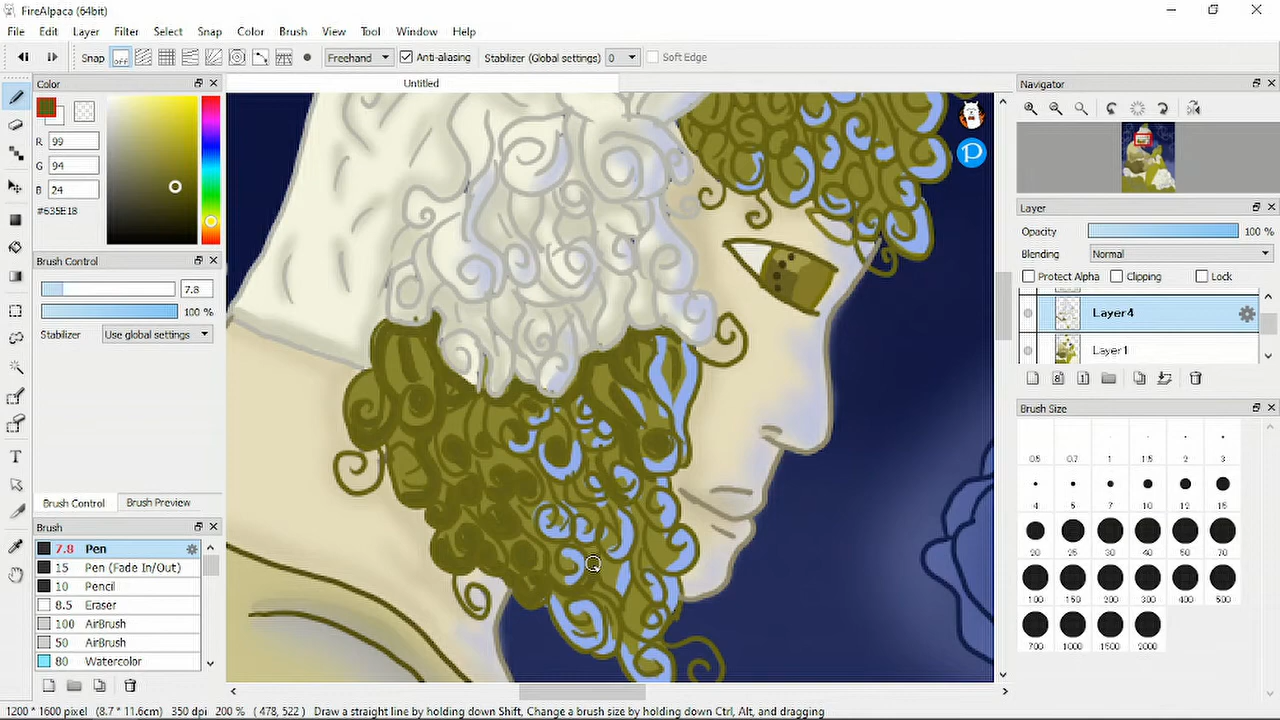 FireAlpaca (64bit)
File Edit Layer Filter Select Snap Color Brush View Tool Window Help
Snap off Freehand Anti-aliasing Stabilizer (Global settings) 0 Soft Edge
Color
Untitled
Navigator
R 99
G 94
B 24
#635E18
P
Layer
Opacity 100 %
Blending Normal
Protect Alpha Clipping Lock
Layer4
Layer1
Brush Control
7.8
100 %
Stabilizer Use global settings
Brush Size
0.5 0.7 1 1.5 2 3
4 5 7 10 12 15
20 25 30 40 50 70
100 150 200 300 400 500
700 1000 1500 2000
Brush Control Brush Preview
Brush
7.8 Pen
15 Pen (Fade In/Out)
10 Pencil
8.5 Eraser
100 AirBrush
50 AirBrush
80 Watercolor
1200 * 1600 pixel (8.7 * 11.6cm) 350 dpi 200 % ( 478, 522 ) Draw a straight line by holding down Shift, Change a brush size by holding down Ctrl, Alt, and dragging